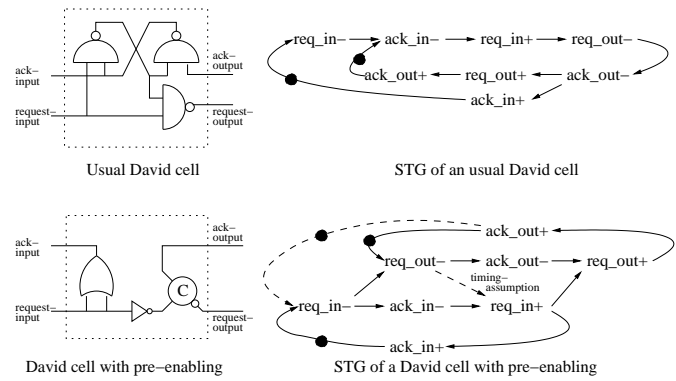 ack−
input
request−
input
ack−
output
request−
output
Usual David cell
req_in− ack_in− req_in+ req_out−
ack_out+ req_out+ ack_out−
ack_in+
STG of an usual David cell
ack−
input
request−
input
ack−
output
C
request−
output
David cell with pre−enabling
ack_out+
req_out− ack_out− req_out+
timing−
assumption
req_in− ack_in− req_in+
ack_in+
STG of a David cell with pre−enabling